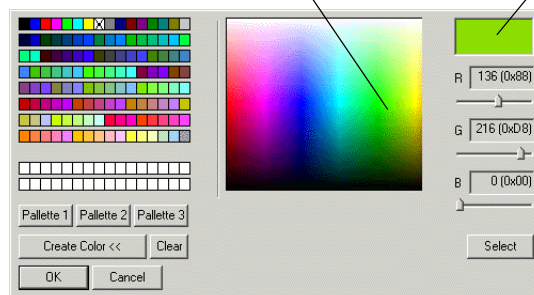 R 136 (0x88)
G 216 (0xD8)
B 0 (0x00)
Pallette 1 Pallette 2 Pallette 3
Create Color << Clear Select
OK Cancel